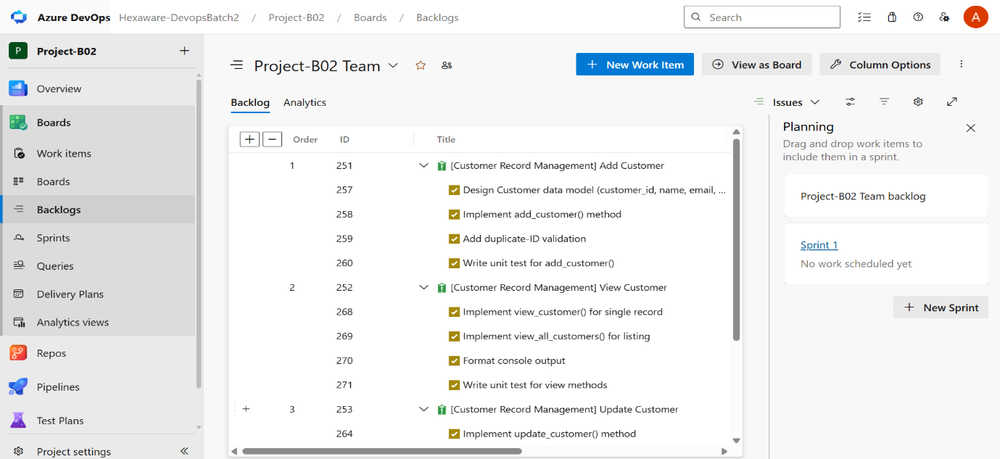 Azure DevOps Hexaware-DevopsBatch2 / Project-B02 / Boards / Backlogs Search A
P Project-B02
Overview
Boards
Work items
Boards
Backlogs
Sprints
Queries
Delivery Plans
Analytics views
Repos
Pipelines
Test Plans
Project settings
Project-B02 Team New Work Item View as Board Column Options
Backlog Analytics Issues
Order ID Title
1 251 [Customer Record Management] Add Customer
257 Design Customer data model (customer_id, name, email, ...
258 Implement add_customer() method
259 Add duplicate-ID validation
260 Write unit test for add_customer()
2 252 [Customer Record Management] View Customer
268 Implement view_customer() for single record
269 Implement view_all_customers() for listing
270 Format console output
271 Write unit test for view methods
3 253 [Customer Record Management] Update Customer
264 Implement update_customer() method
Planning
Drag and drop work items to
include them in a sprint.
Project-B02 Team backlog
Sprint 1
No work scheduled yet
New Sprint